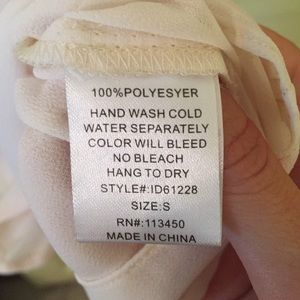 100%POLYESYER
HAND WASH COLD
WATER SEPARATELY
COLOR WILL BLEED
NO BLEACH
HANG TO DRY
STYLE#:ID61228
SIZE:S
RN#:113450
MADE IN CHINA